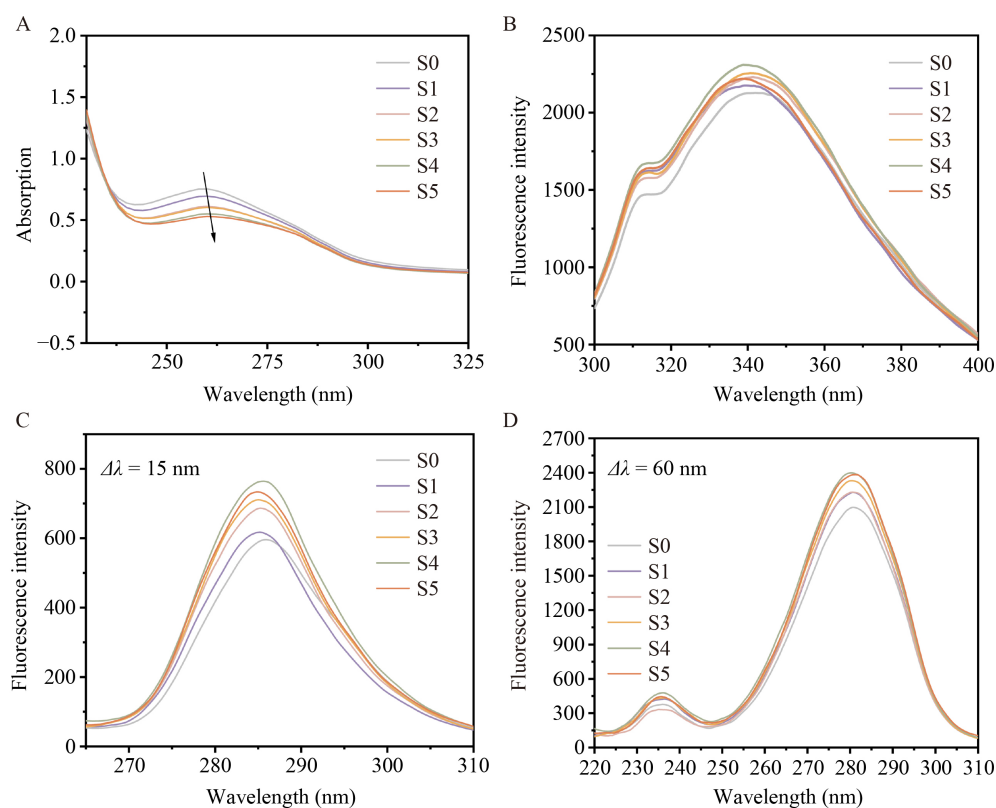 A
2.0
1.5
1.0
0.5
0.0
−0.5
Absorption
250
275
300
325
Wavelength (nm)
S0
S1
S2
S3
S4
S5
B
2500
2000
1500
1000
500
Fluorescence intensity
300
320
340
360
380
400
Wavelength (nm)
S0
S1
S2
S3
S4
S5
C
Δλ = 15 nm
800
600
400
200
0
Fluorescence intensity
270
280
290
300
310
Wavelength (nm)
S0
S1
S2
S3
S4
S5
D
Δλ = 60 nm
2700
2400
2100
1800
1500
1200
900
600
300
0
Fluorescence intensity
220
230
240
250
260
270
280
290
300
310
Wavelength (nm)
S0
S1
S2
S3
S4
S5